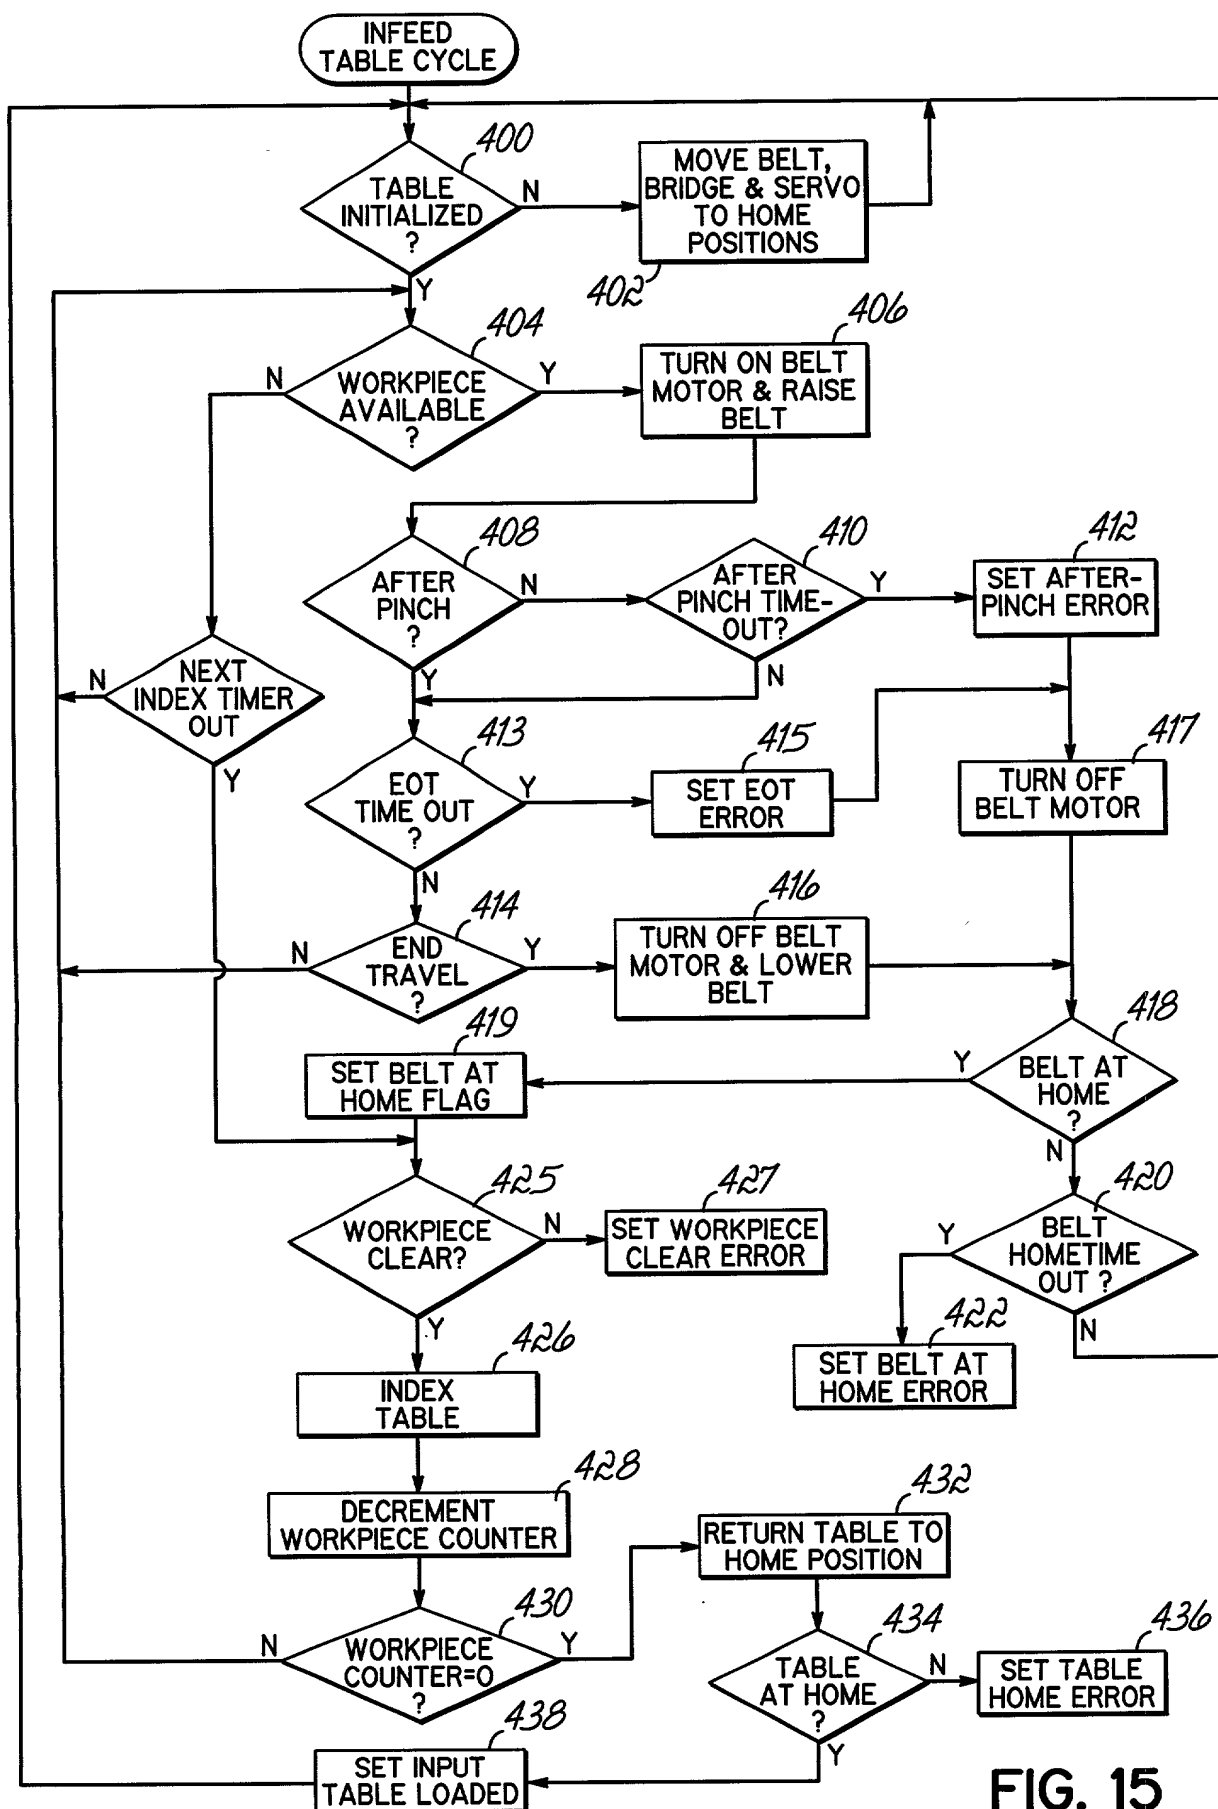 INFEED
TABLE CYCLE
400
TABLE
INITIALIZED
?
N
Y
MOVE BELT,
BRIDGE & SERVO
TO HOME
POSITIONS
402
404
WORKPIECE
AVAILABLE
?
N
Y
406
TURN ON BELT
MOTOR & RAISE
BELT
408
AFTER
PINCH
?
N
Y
410
AFTER
PINCH TIME-
OUT?
Y
N
412
SET AFTER-
PINCH ERROR
NEXT
INDEX TIMER
OUT
N
Y
413
EOT
TIME OUT
?
Y
N
415
SET EOT
ERROR
417
TURN OFF
BELT MOTOR
414
END
TRAVEL
?
N
Y
416
TURN OFF BELT
MOTOR & LOWER
BELT
418
BELT AT
HOME
?
Y
N
419
SET BELT AT
HOME FLAG
420
BELT
HOMETIME
OUT ?
Y
N
422
SET BELT AT
HOME ERROR
425
WORKPIECE
CLEAR?
N
Y
427
SET WORKPIECE
CLEAR ERROR
426
INDEX
TABLE
428
DECREMENT
WORKPIECE COUNTER
430
WORKPIECE
COUNTER=0
?
N
Y
432
RETURN TABLE TO
HOME POSITION
434
TABLE
AT HOME
?
N
Y
436
SET TABLE
HOME ERROR
438
SET INPUT
TABLE LOADED
FIG. 15